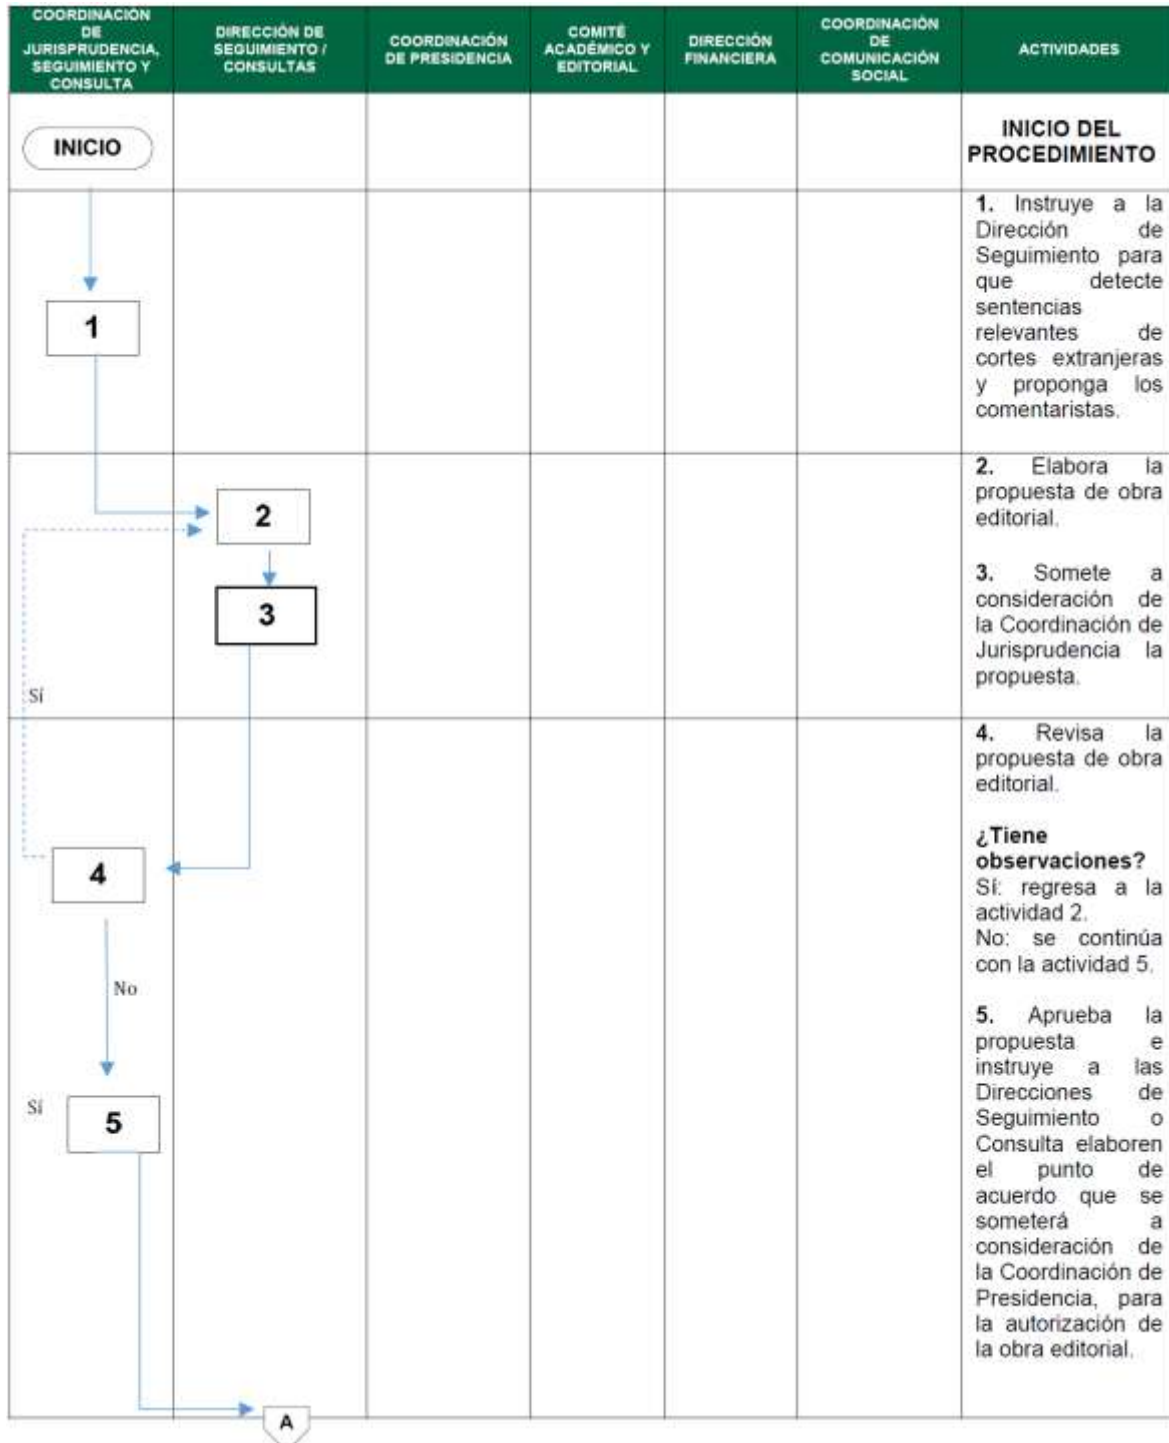 COORDINACIÓN
DE
JURISPRUDENCIA,
SEGUIMIENTO Y
CONSULTA
DIRECCIÓN DE
SEGUIMIENTO /
CONSULTAS
COORDINACIÓN
DE PRESIDENCIA
COMITÉ
ACADÉMICO Y
EDITORIAL
DIRECCIÓN
FINANCIERA
COORDINACIÓN
DE
COMUNICACIÓN
SOCIAL
ACTIVIDADES
INICIO
INICIO DEL
PROCEDIMIENTO
1
1. Instruye a la
Dirección de
Seguimiento para
que detecte
sentencias
relevantes de
cortes extranjeras
y proponga los
comentaristas.
2
3
Sí
2. Elabora la
propuesta de obra
editorial.
3. Somete a
consideración de
la Coordinación de
Jurisprudencia la
propuesta.
4
No
Sí
5
4. Revisa la
propuesta de obra
editorial.
¿Tiene
observaciones?
Sí: regresa a la
actividad 2.
No: se continúa
con la actividad 5.
5. Aprueba la
propuesta e
instruye a las
Direcciones de
Seguimiento o
Consulta elaboren
el punto de
acuerdo que se
someterá a
consideración de
la Coordinación de
Presidencia, para
la autorización de
la obra editorial.
A